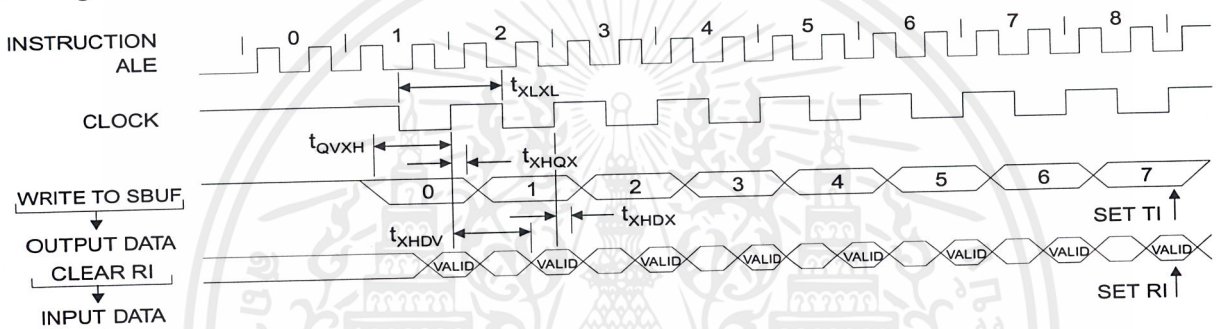 0 1 2 3 4 5 6 7 8
INSTRUCTION
ALE
tXLXL
CLOCK
tQVXH
tXHQX
WRITE TO SBUF
0 1 2 3 4 5 6 7
tXHDX
SET TI
OUTPUT DATA
tXHDV
VALID VALID VALID VALID VALID VALID VALID VALID
CLEAR RI
SET RI
INPUT DATA